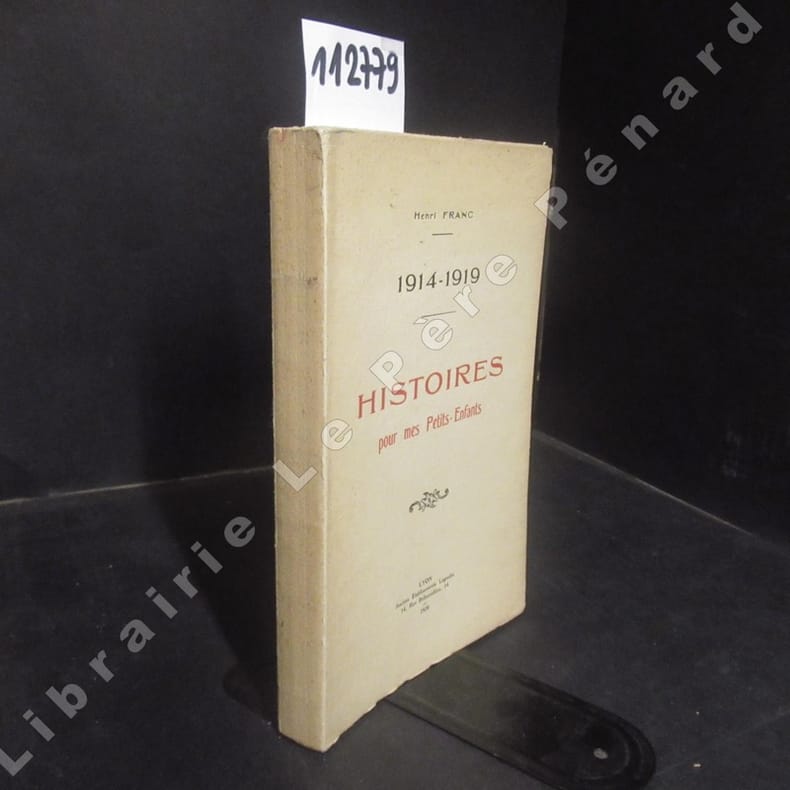 112779
Henri FRANC
1914-1919
HISTOIRES
pour mes Petits-Enfants
LYON
Librairie Le Père Pénard